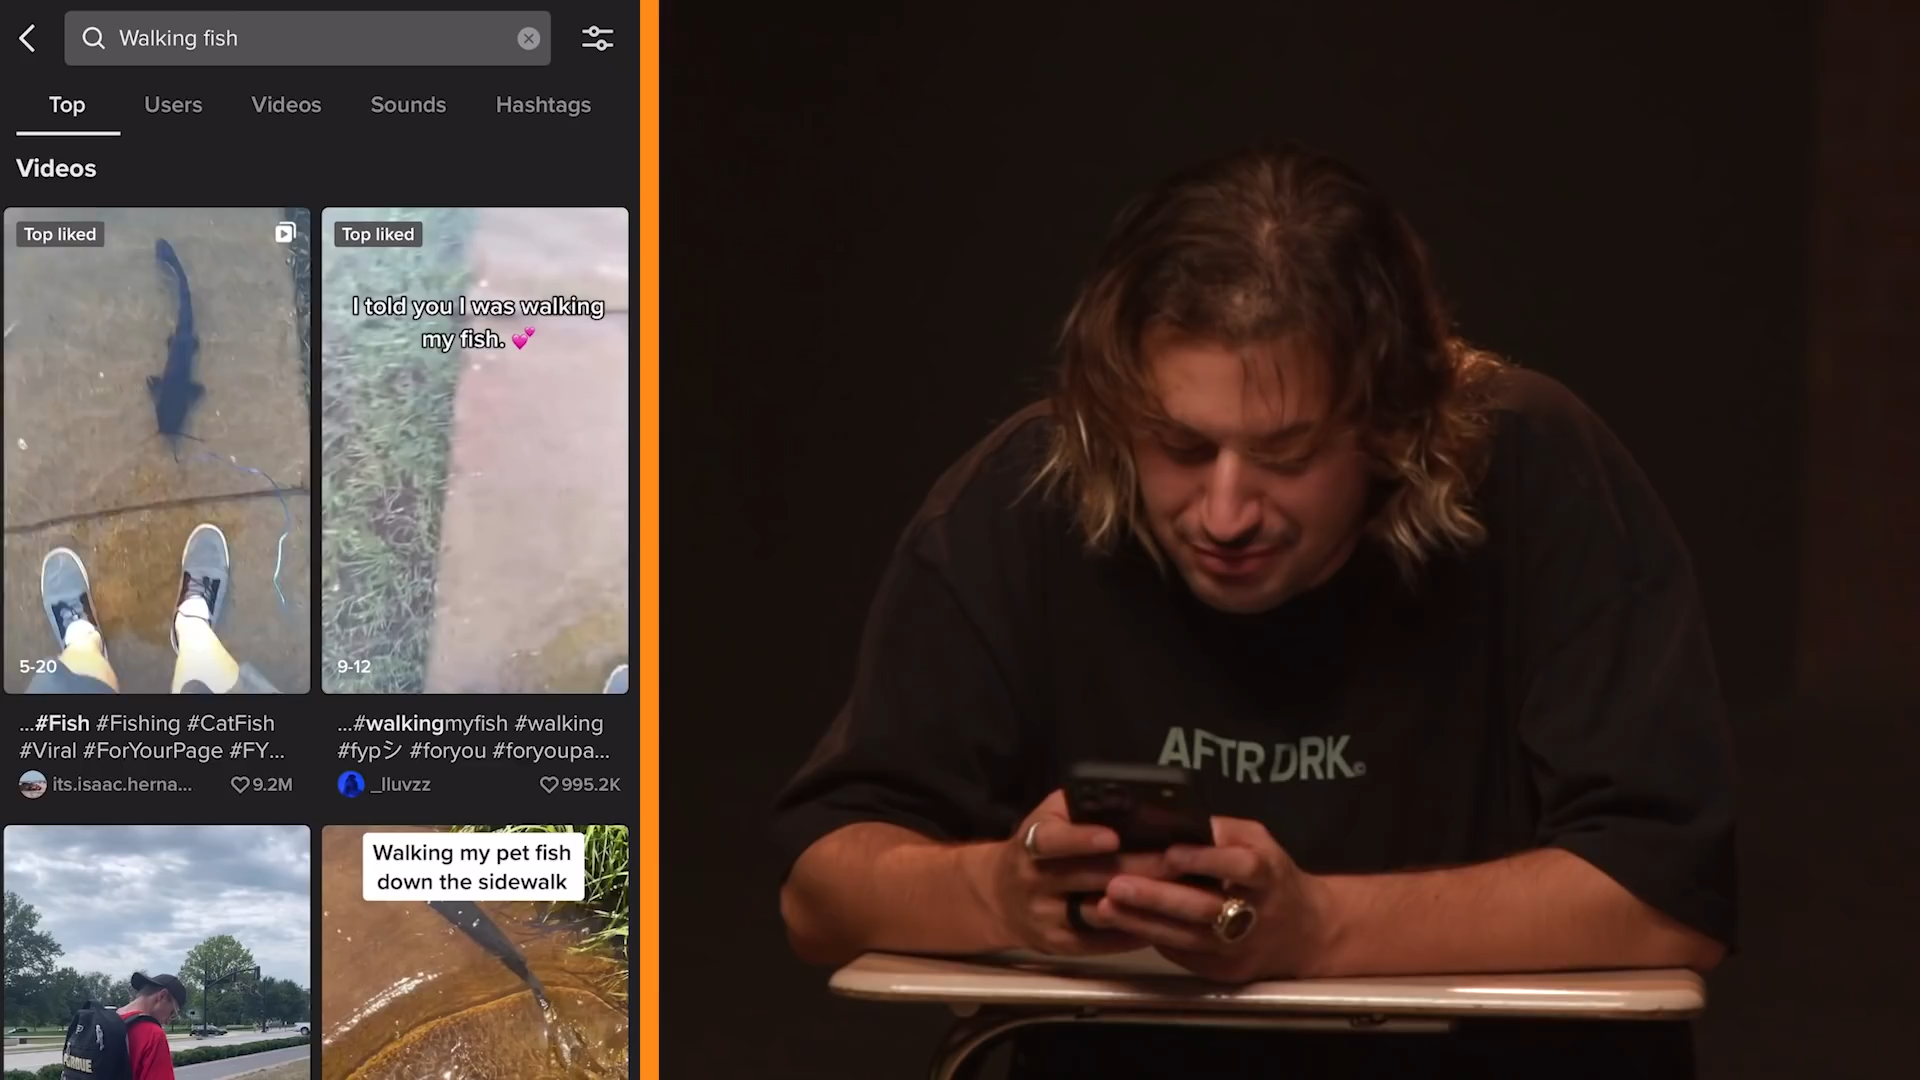 Walking fish
Top Users Videos Sounds Hashtags
Videos
Top liked
5-20
...#Fish #Fishing #CatFish
#Viral #ForYourPage #FY...
its.isaac.herna... 9.2M
Top liked
I told you I was walking
my fish. 💕
9-12
...#walkingmyfish #walking
#fypシ #foryou #foryoupa...
_lluvzz 995.2K
PURDUE
Walking my pet fish
down the sidewalk
AFTR DRK©